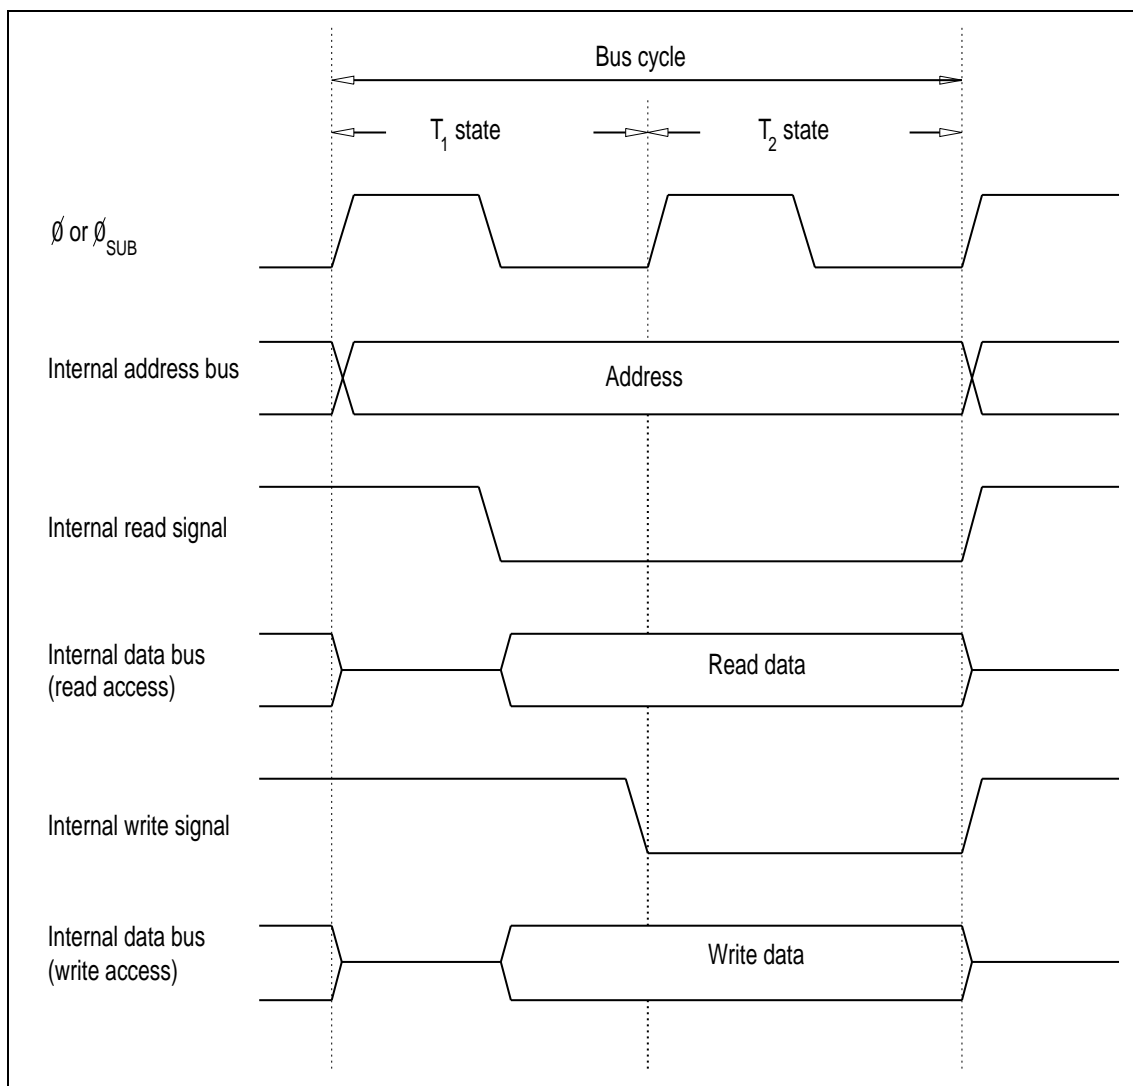 Bus cycle
T1 state
T2 state
Ø or ØSUB
Internal address bus
Address
Internal read signal
Internal data bus
(read access)
Read data
Internal write signal
Internal data bus
(write access)
Write data